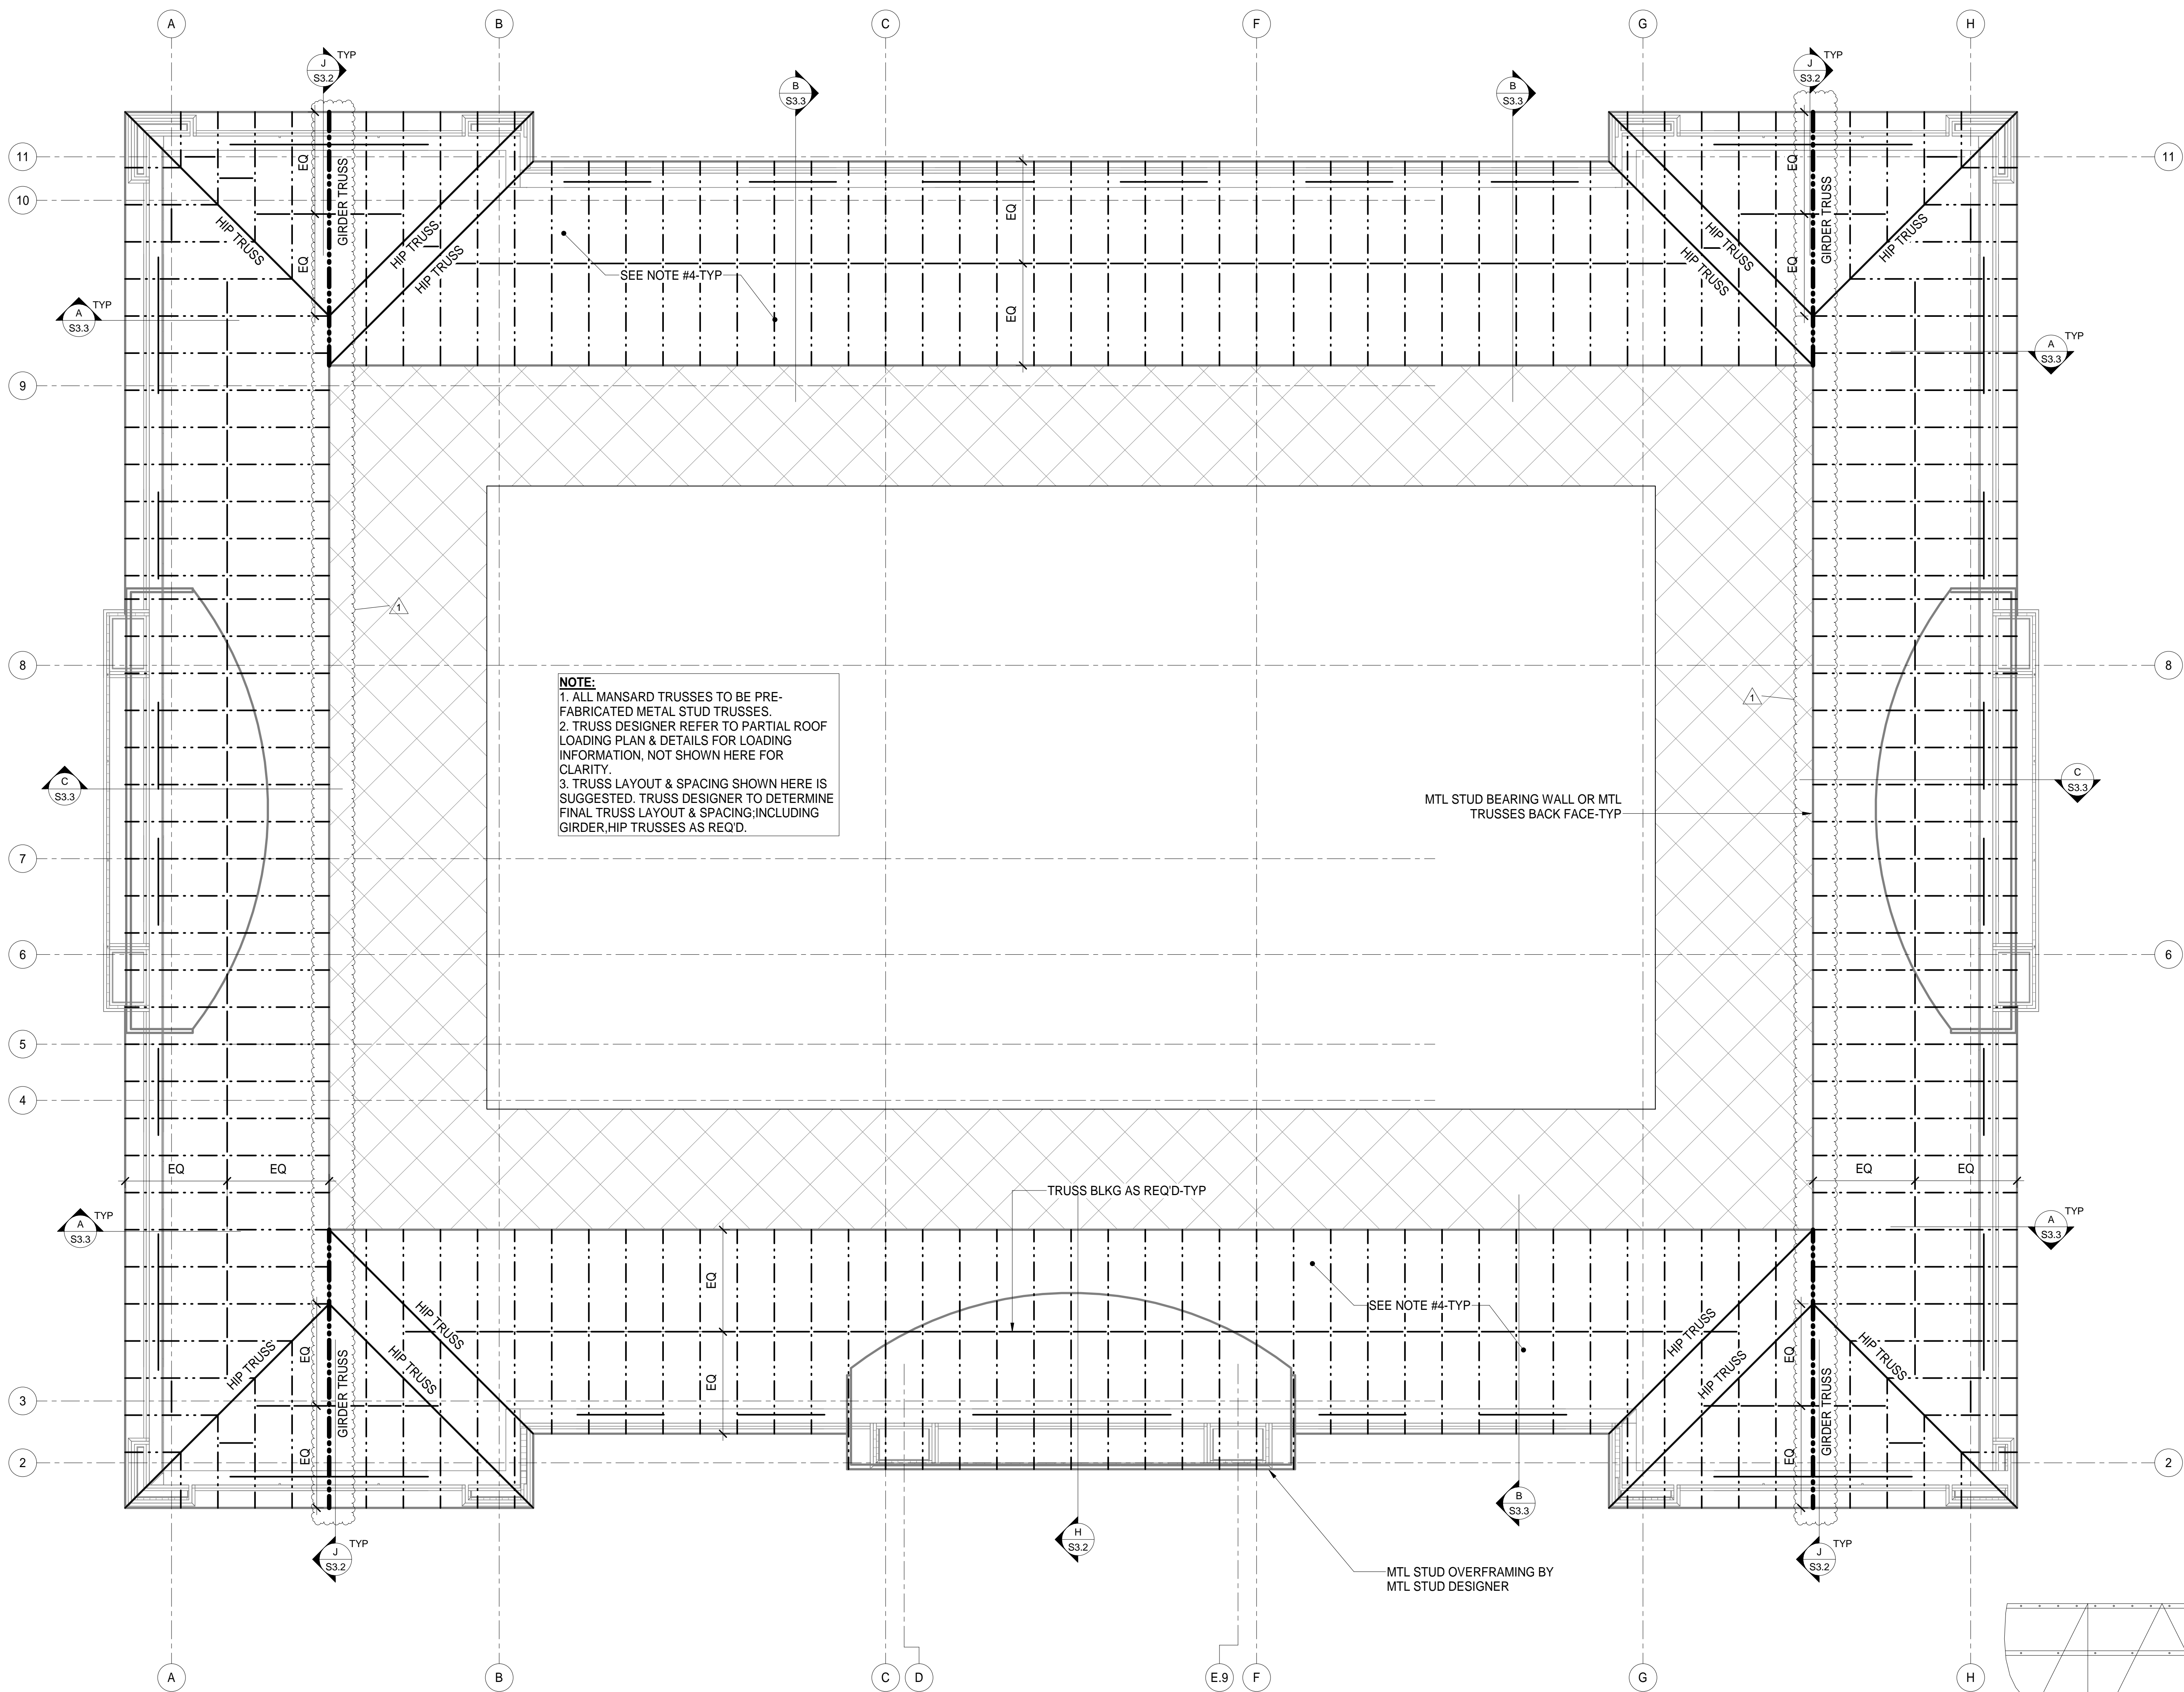 A
B
C
F
G
H
J
S3.2
TYP
B
S3.3
B
S3.3
J
S3.2
TYP
11
11
10
EQ
GIRDER TRUSS
EQ
HIP TRUSS
HIP TRUSS
HIP TRUSS
EQ
EQ
SEE NOTE #4-TYP
EQ
GIRDER TRUSS
EQ
HIP TRUSS
HIP TRUSS
HIP TRUSS
A
S3.3
TYP
A
S3.3
TYP
9
1
8
8
1
NOTE:
1. ALL MANSARD TRUSSES TO BE PRE-
FABRICATED METAL STUD TRUSSES.
2. TRUSS DESIGNER REFER TO PARTIAL ROOF
LOADING PLAN & DETAILS FOR LOADING
INFORMATION, NOT SHOWN HERE FOR
CLARITY.
3. TRUSS LAYOUT & SPACING SHOWN HERE IS
SUGGESTED. TRUSS DESIGNER TO DETERMINE
FINAL TRUSS LAYOUT & SPACING;INCLUDING
GIRDER,HIP TRUSSES AS REQ'D.
C
S3.3
C
S3.3
MTL STUD BEARING WALL OR MTL
TRUSSES BACK FACE-TYP
7
6
6
5
4
EQ
EQ
EQ
EQ
TRUSS BLKG AS REQ'D-TYP
A
S3.3
TYP
A
S3.3
TYP
EQ
EQ
SEE NOTE #4-TYP
HIP TRUSS
HIP TRUSS
HIP TRUSS
EQ
GIRDER TRUSS
EQ
HIP TRUSS
HIP TRUSS
HIP TRUSS
EQ
GIRDER TRUSS
EQ
3
2
2
B
S3.3
H
S3.2
J
S3.2
TYP
J
S3.2
TYP
MTL STUD OVERFRAMING BY
MTL STUD DESIGNER
A
B
C
D
E.9
F
G
H